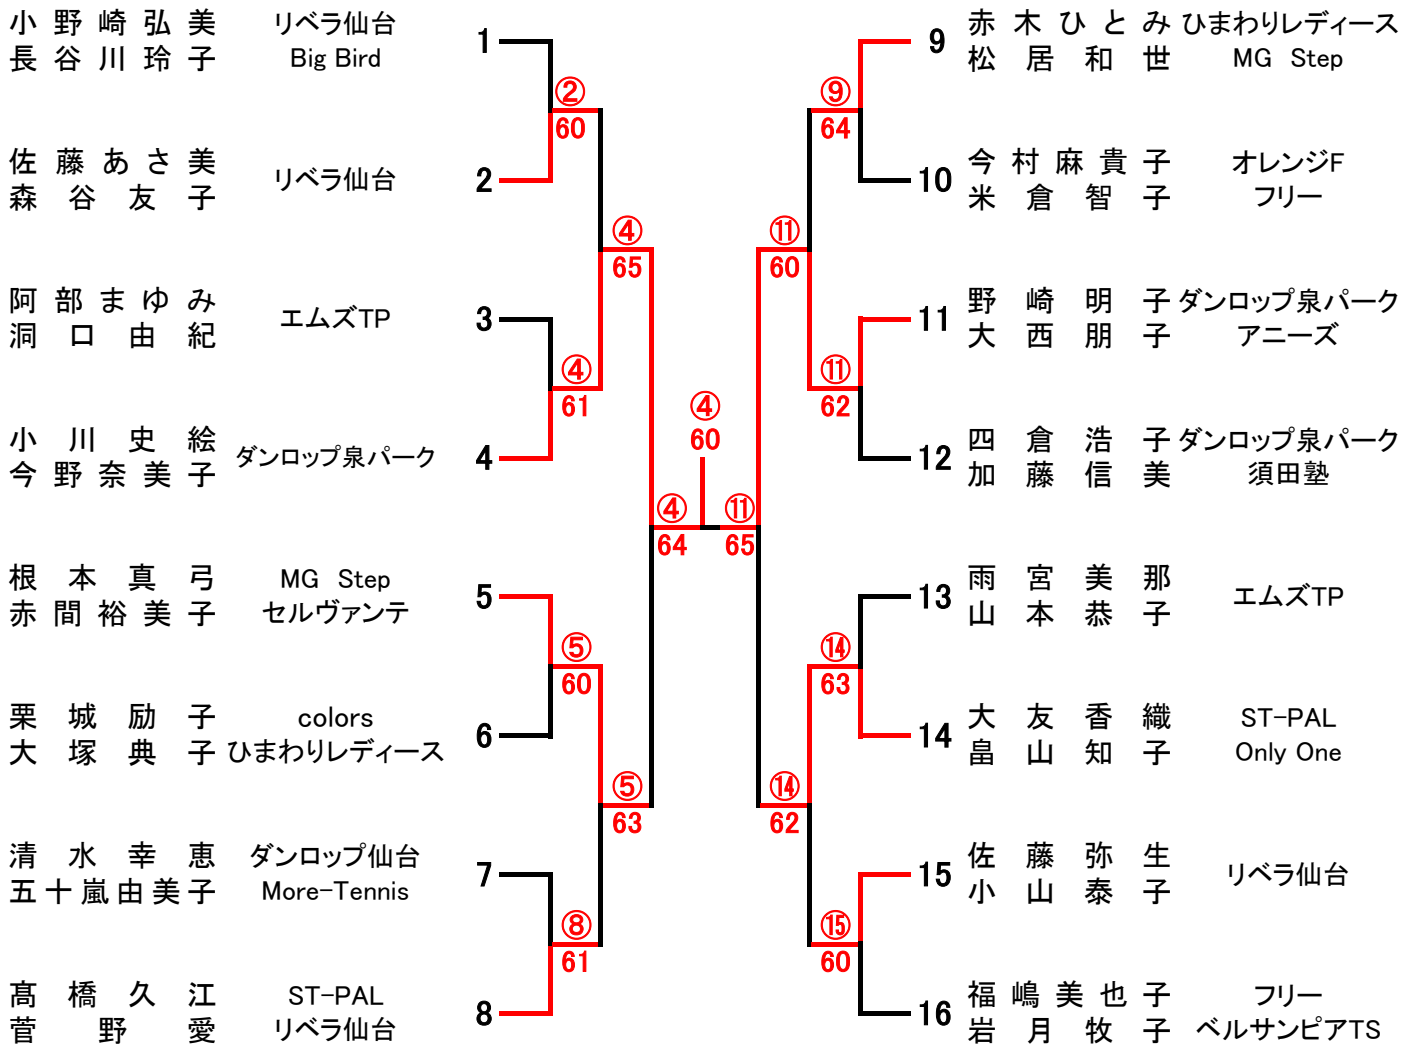 小野崎弘美 リベラ仙台
長谷川玲子 Big Bird
1
②
60
佐藤あさ美
森谷友子
リベラ仙台
2
④
65
阿部まゆみ
洞口由紀
エムズTP
3
④
61
小川史絵
今野奈美子
ダンロップ泉パーク
4
④
64
根本真弓 MG Step
赤間裕美子 セルヴァンテ
5
⑤
60
栗城励子 colors
大塚典子 ひまわりレディース
6
⑤
63
清水幸恵 ダンロップ仙台
五十嵐由美子 More-Tennis
7
⑧
61
髙橋久江 ST-PAL
菅野愛 リベラ仙台
8
④
60
9
赤木ひとみ ひまわりレディース
松居和世 MG Step
⑨
64
10
今村麻貴子 オレンジF
米倉智子 フリー
⑪
60
11
野崎明子 ダンロップ泉パーク
大西朋子 アニーズ
⑪
62
12
四倉浩子 ダンロップ泉パーク
加藤信美 須田塾
⑪
65
13
雨宮美那
山本恭子
エムズTP
⑭
63
14
大友香織 ST-PAL
畠山知子 Only One
⑭
62
15
佐藤弥生
小山泰子
リベラ仙台
⑮
60
16
福嶋美也子 フリー
岩月牧子 ベルサンピアTS